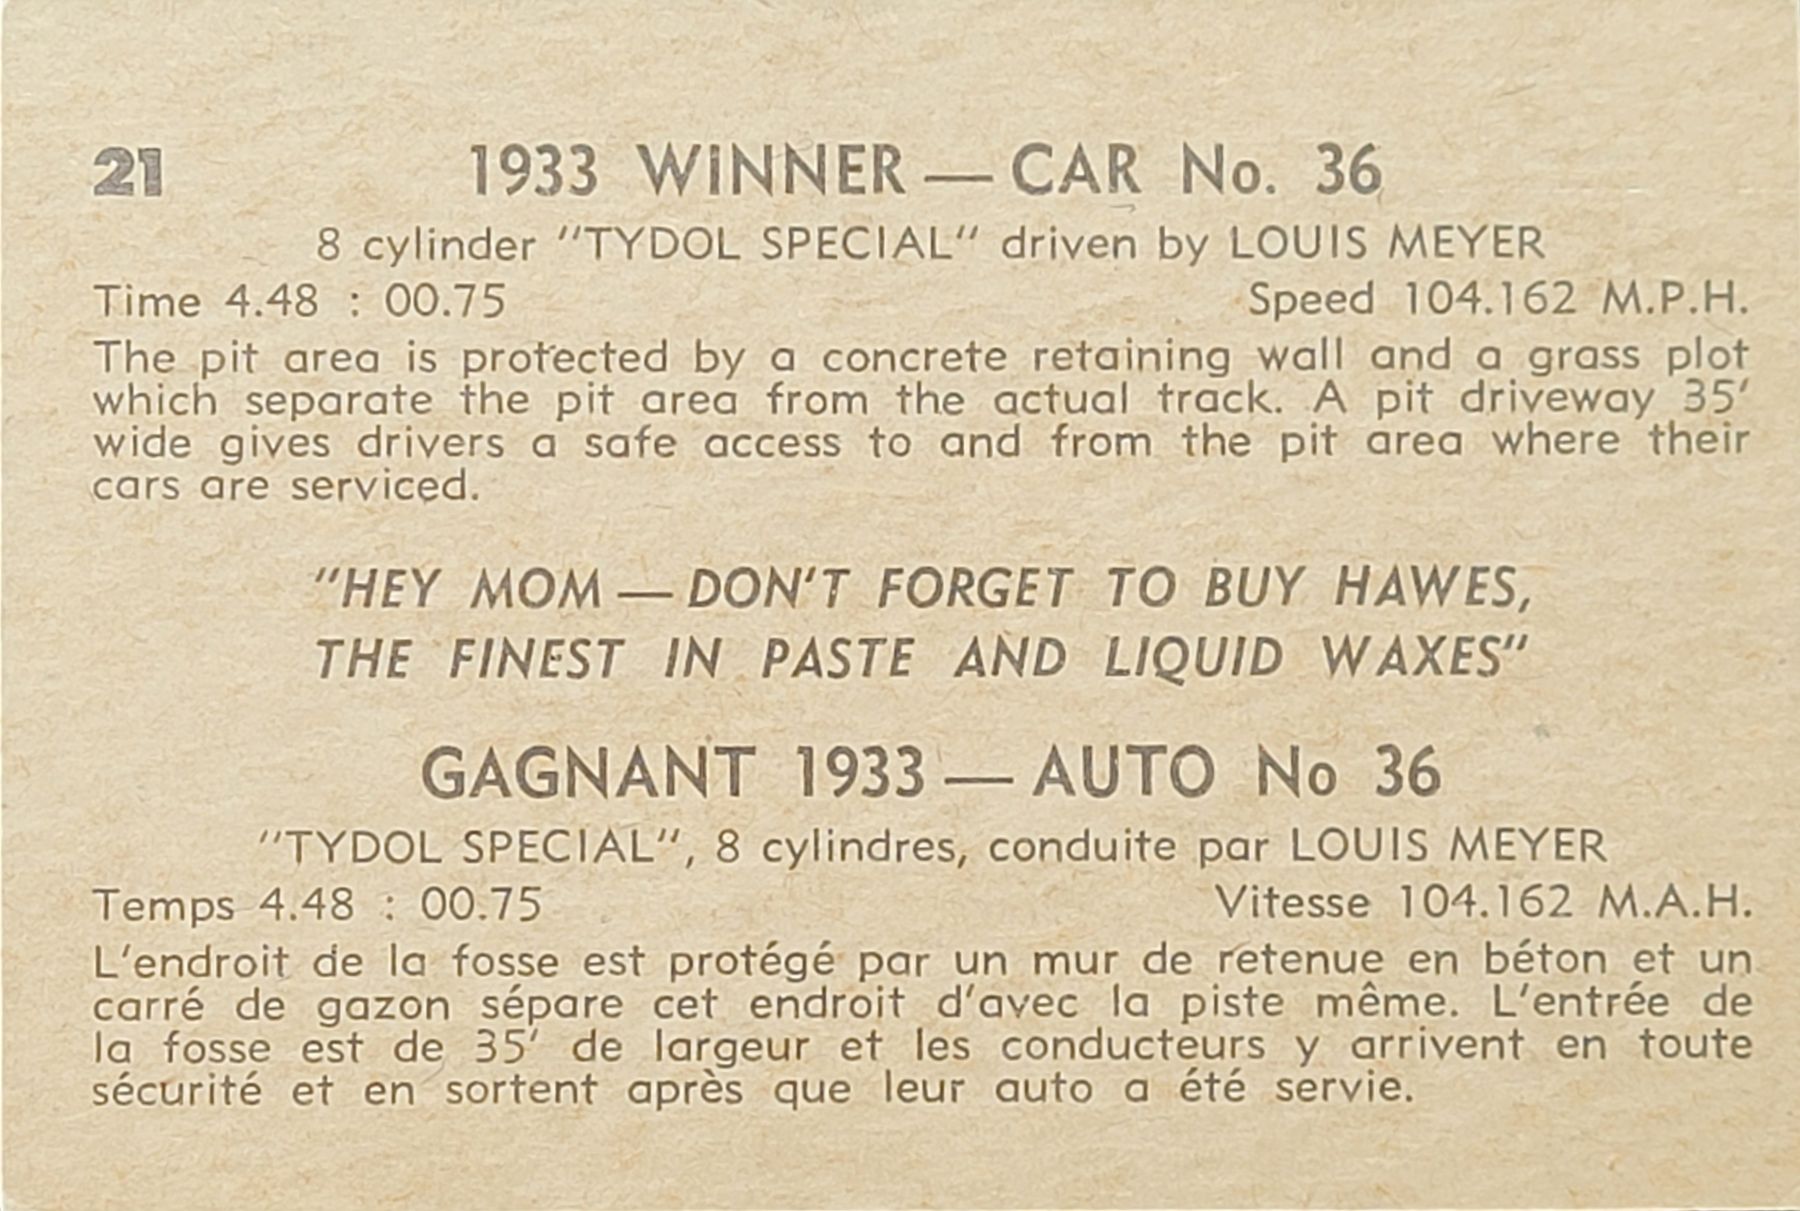 21 1933 WINNER — CAR No. 36
8 cylinder "TYDOL SPECIAL" driven by LOUIS MEYER
Time 4.48 : 00.75 Speed 104.162 M.P.H.
The pit area is protected by a concrete retaining wall and a grass plot
which separate the pit area from the actual track. A pit driveway 35'
wide gives drivers a safe access to and from the pit area where their
cars are serviced.
"HEY MOM — DON'T FORGET TO BUY HAWES,
THE FINEST IN PASTE AND LIQUID WAXES"
GAGNANT 1933 — AUTO No 36
"TYDOL SPECIAL", 8 cylindres, conduite par LOUIS MEYER
Temps 4.48 : 00.75 Vitesse 104.162 M.A.H.
L'endroit de la fosse est protégé par un mur de retenue en béton et un
carré de gazon sépare cet endroit d'avec la piste même. L'entrée de
la fosse est de 35' de largeur et les conducteurs y arrivent en toute
sécurité et en sortent après que leur auto a été servie.